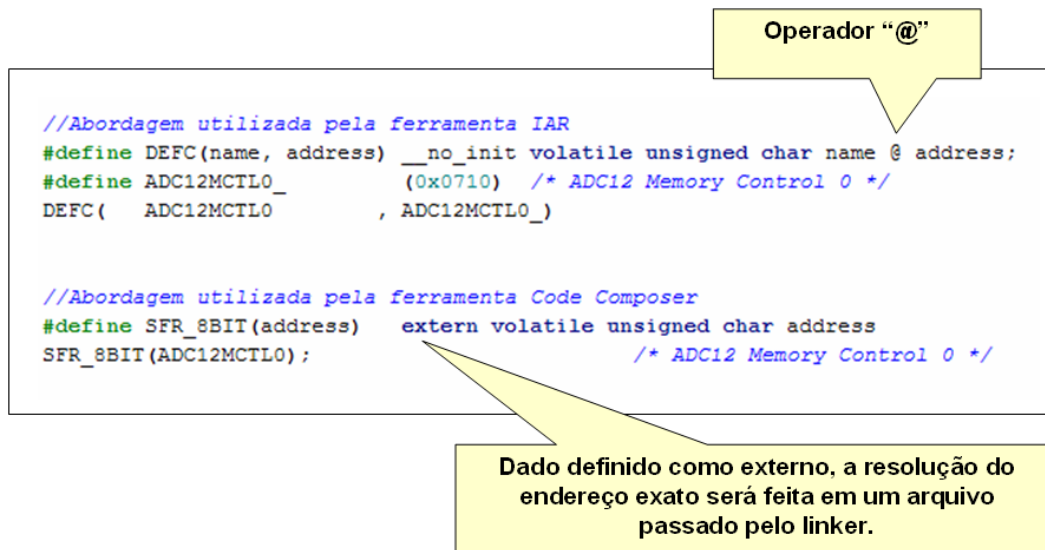 Operador “@”
//Abordagem utilizada pela ferramenta IAR
#define DEFC(name, address) __no_init volatile unsigned char name @ address;
#define ADC12MCTL0_ (0x0710) /* ADC12 Memory Control 0 */
DEFC( ADC12MCTL0 , ADC12MCTL0_)
//Abordagem utilizada pela ferramenta Code Composer
#define SFR_8BIT(address) extern volatile unsigned char address
SFR_8BIT(ADC12MCTL0); /* ADC12 Memory Control 0 */
Dado definido como externo, a resolução do
endereço exato será feita em um arquivo
passado pelo linker.